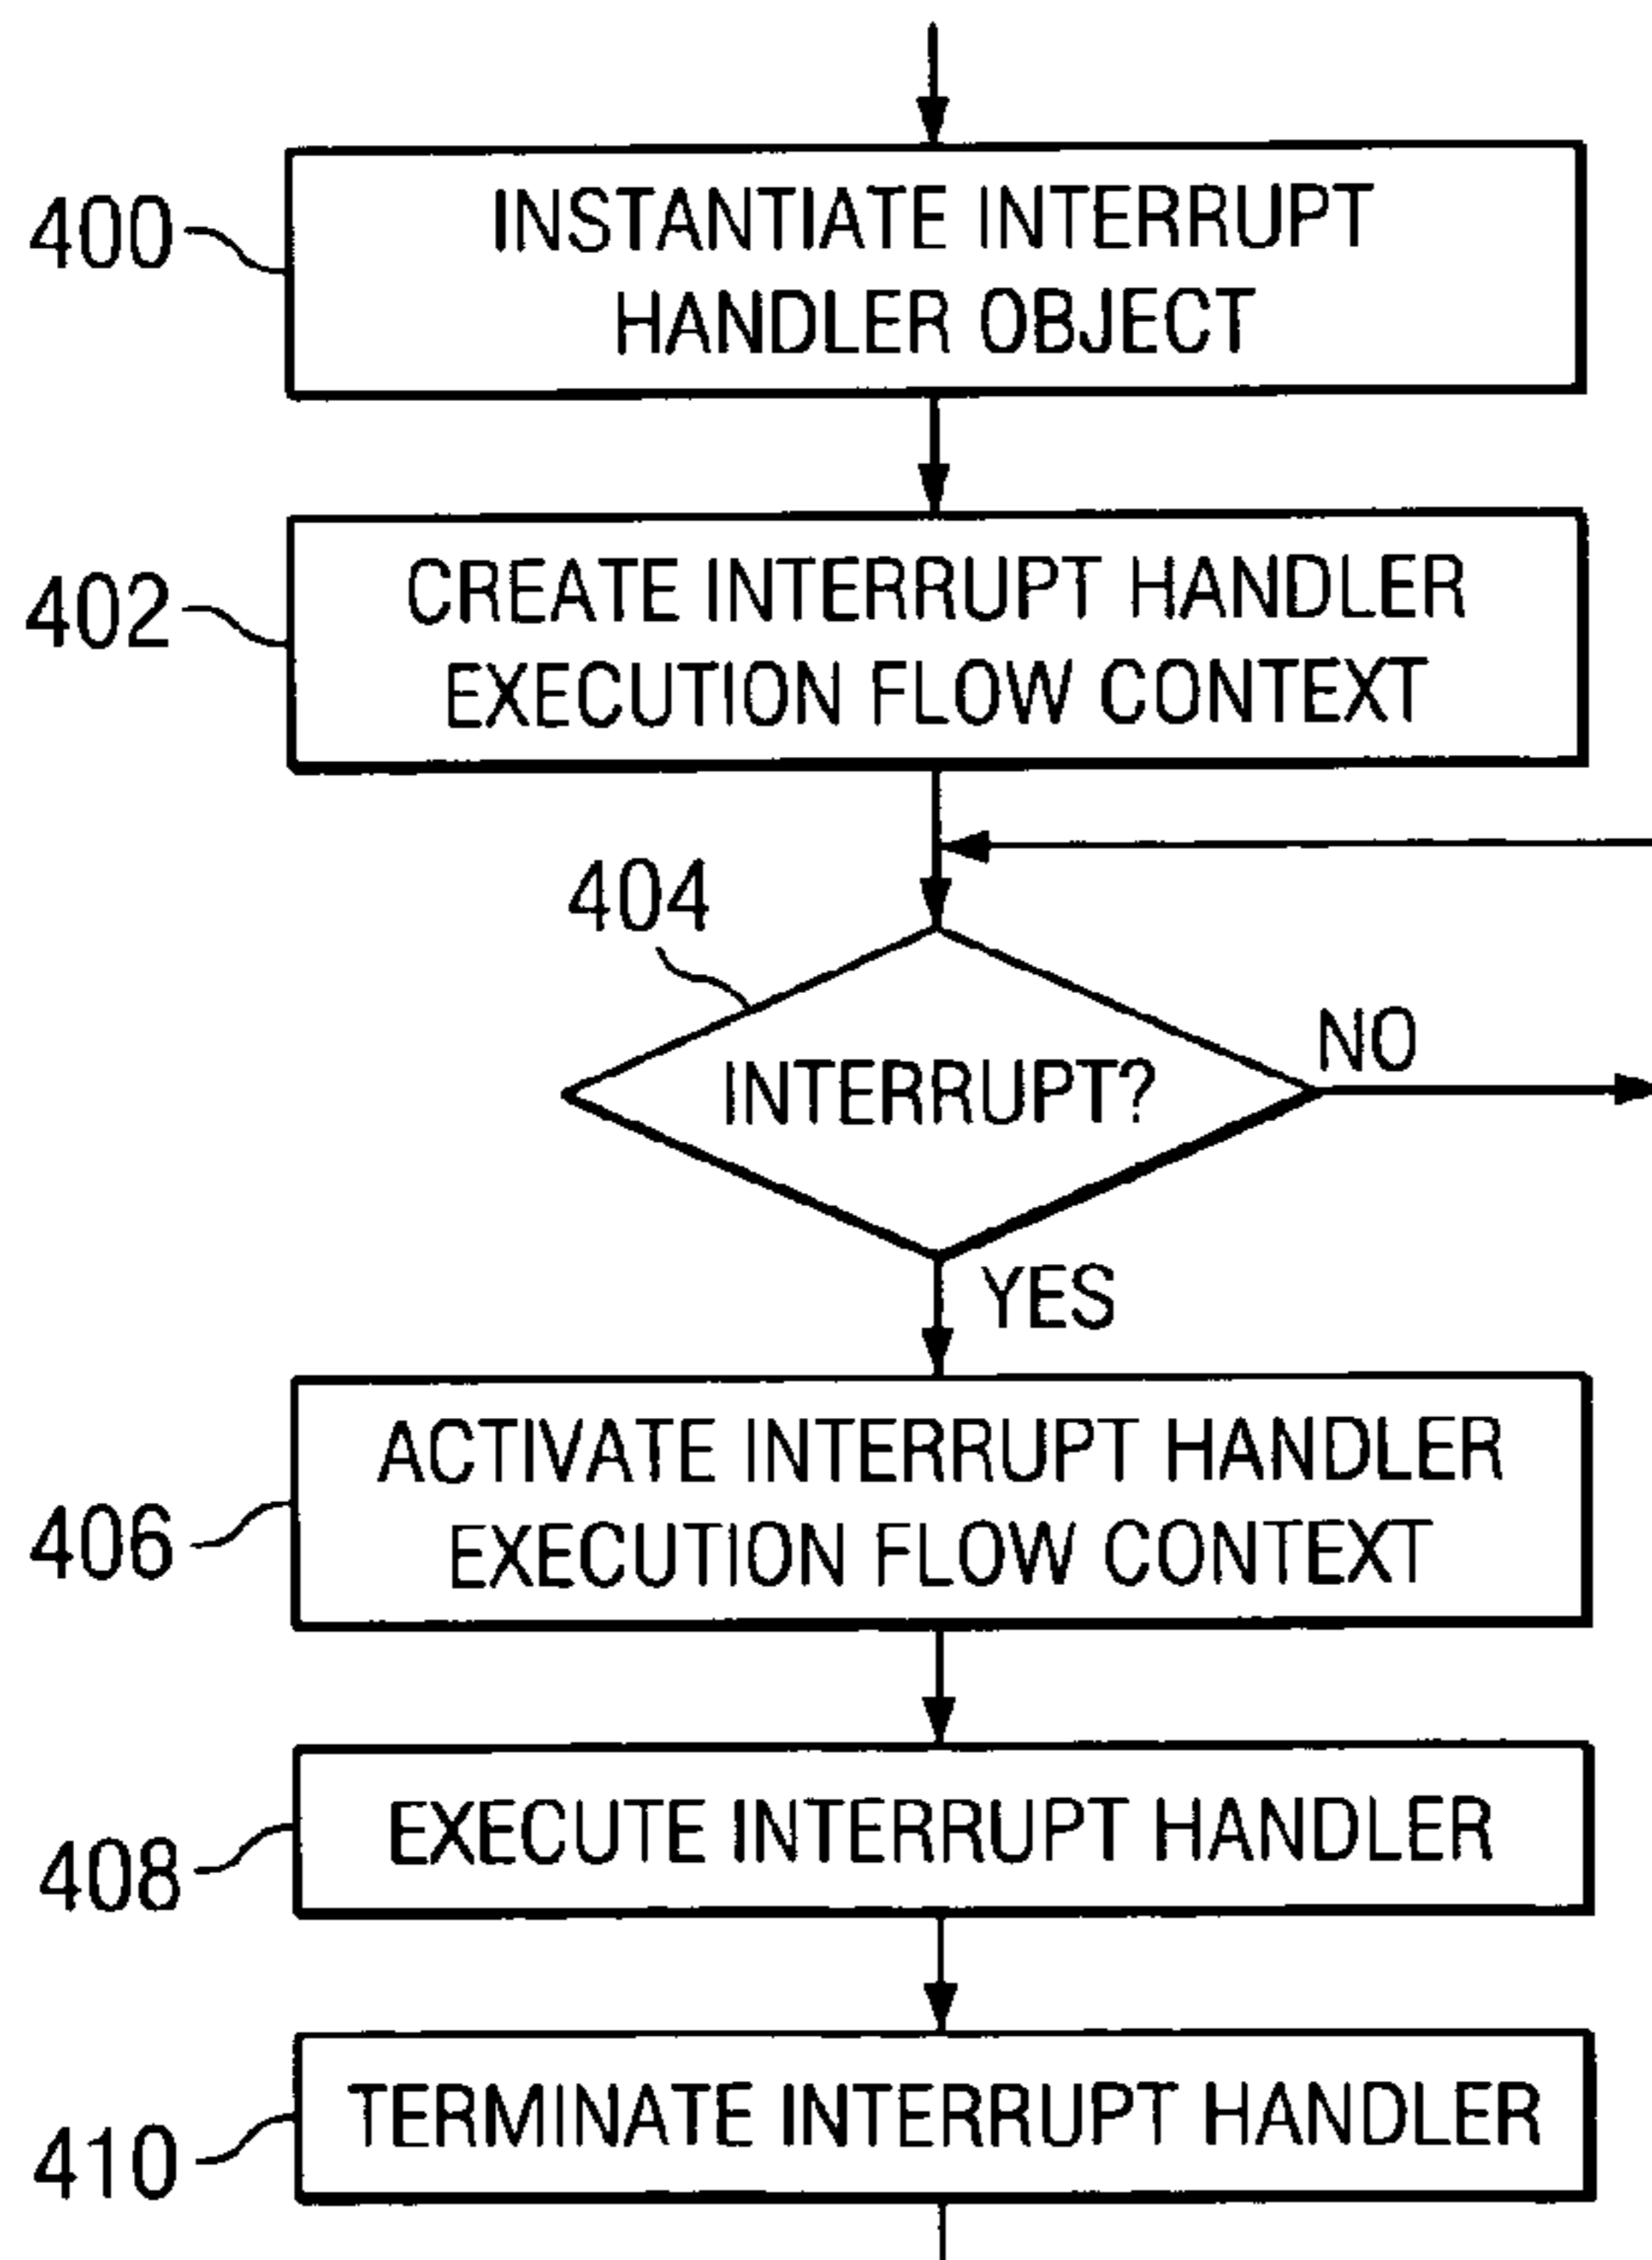 400
INSTANTIATE INTERRUPT
HANDLER OBJECT
402
CREATE INTERRUPT HANDLER
EXECUTION FLOW CONTEXT
404
INTERRUPT?
NO
YES
406
ACTIVATE INTERRUPT HANDLER
EXECUTION FLOW CONTEXT
408
EXECUTE INTERRUPT HANDLER
410
TERMINATE INTERRUPT HANDLER